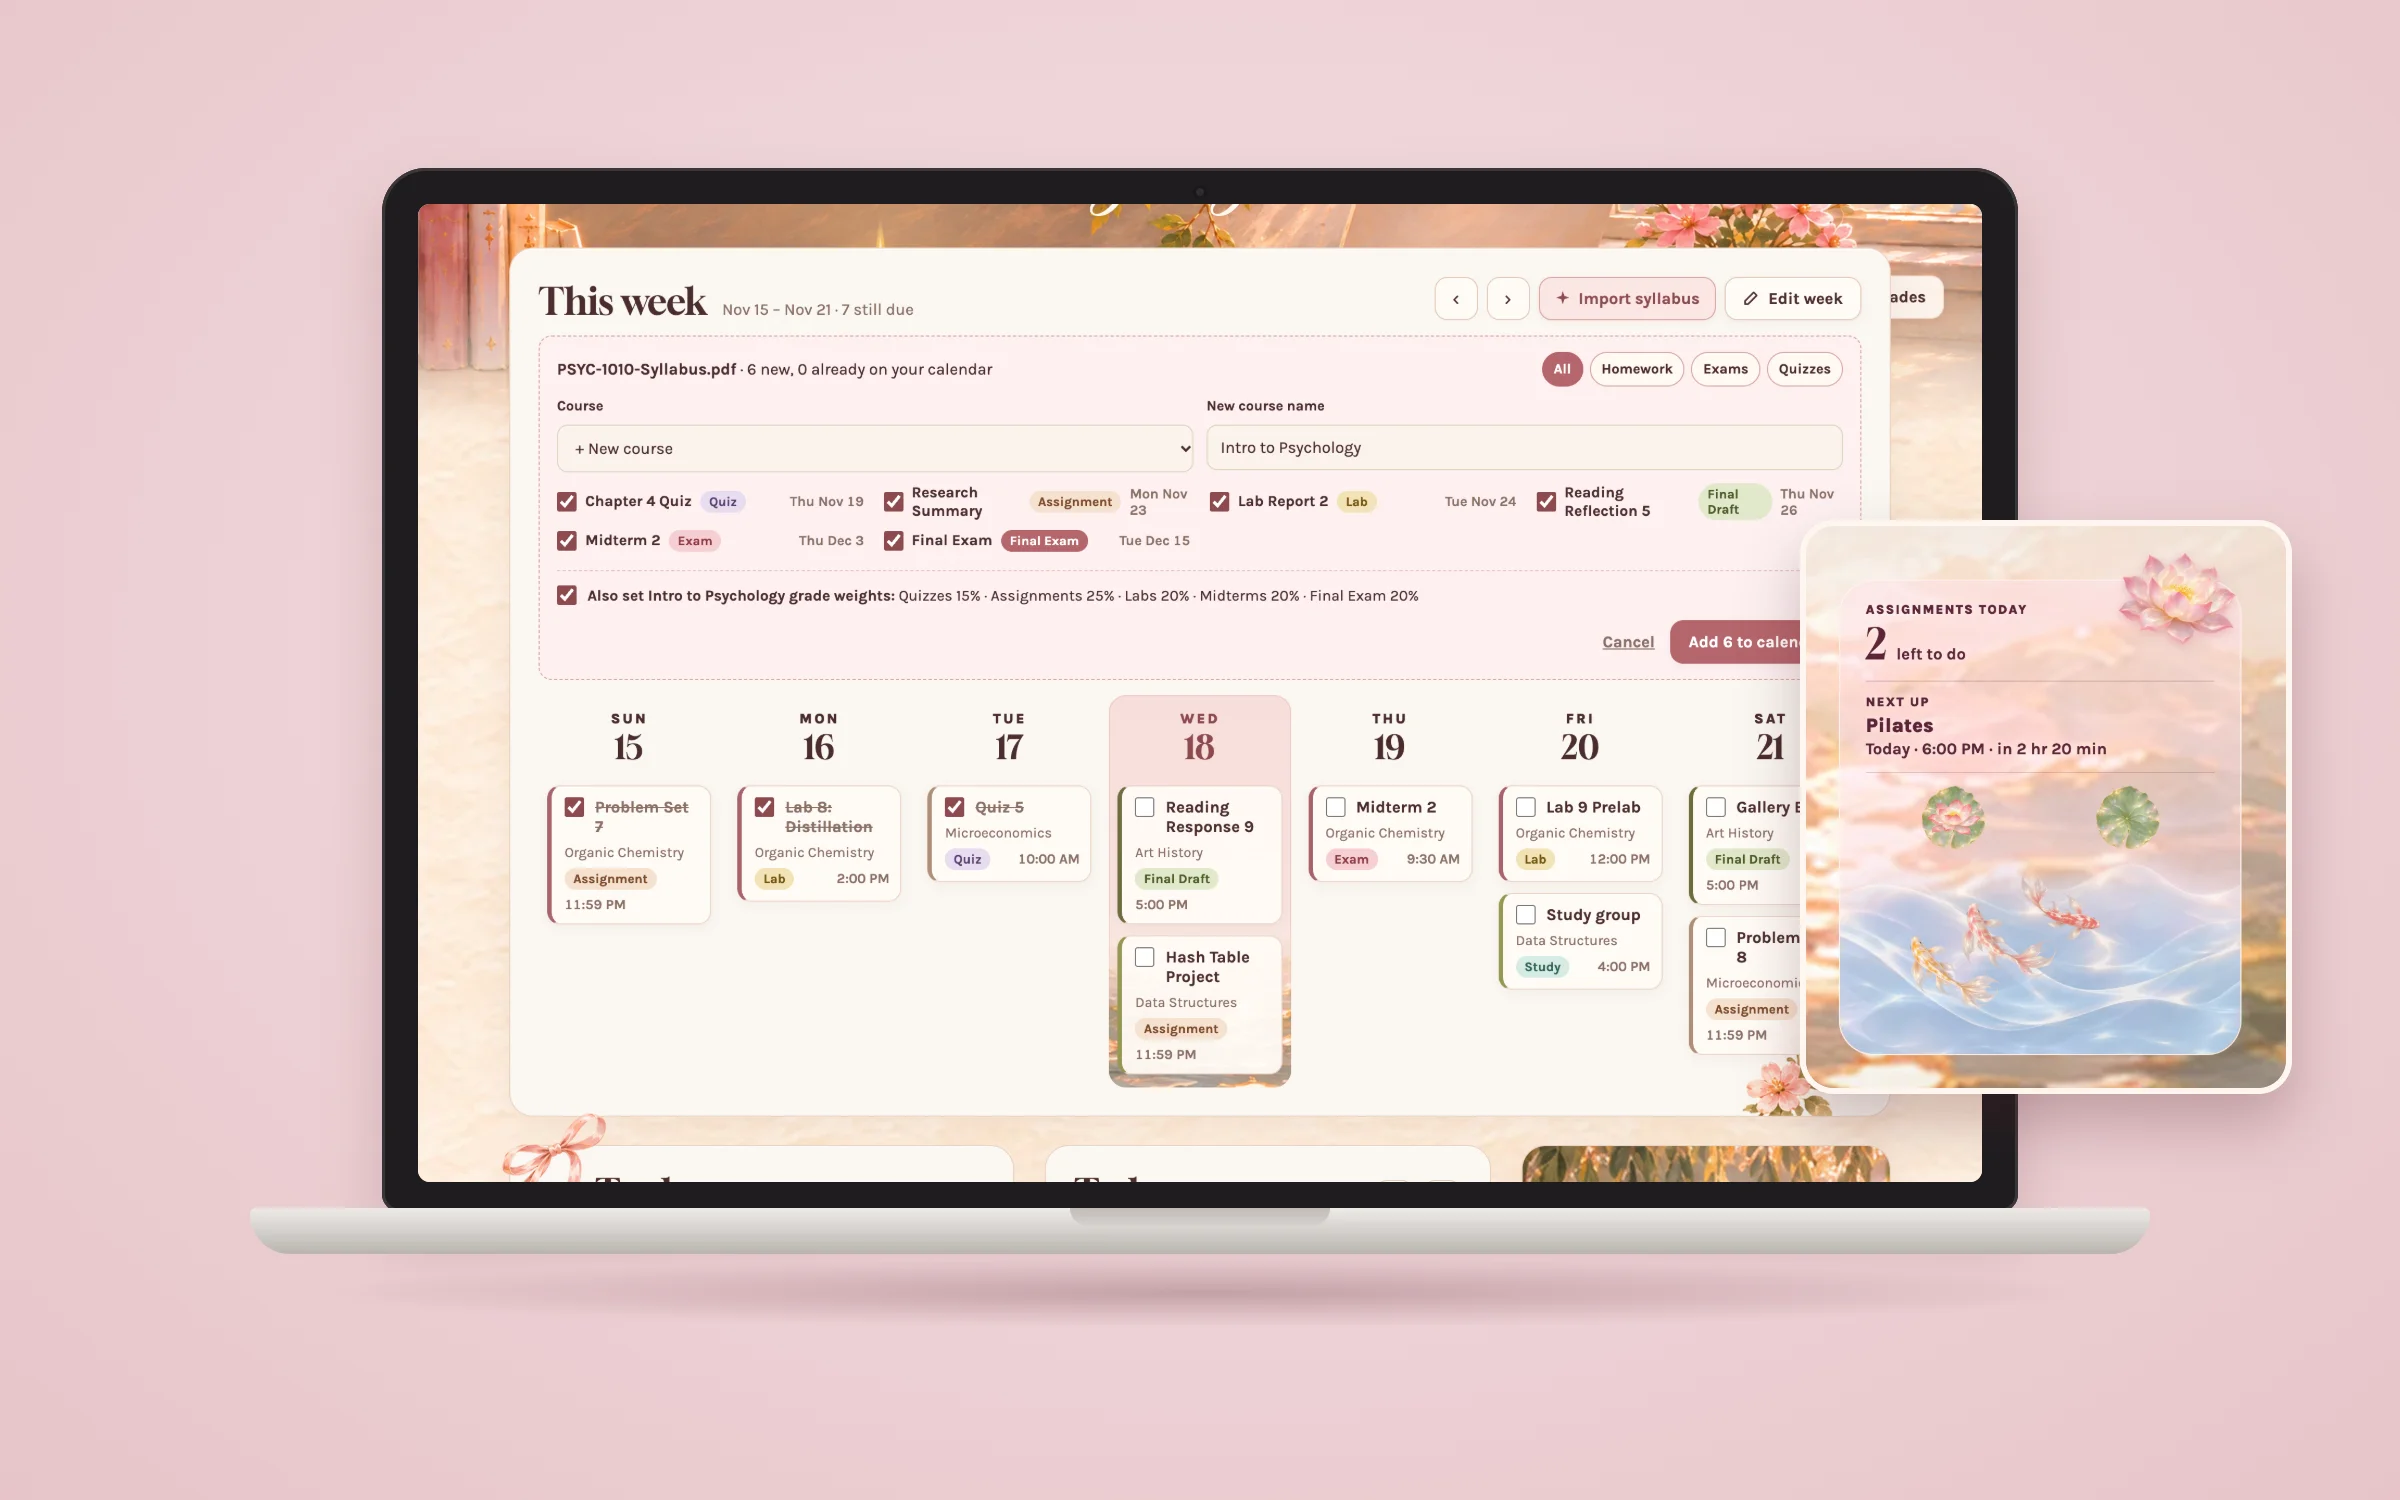 This week Nov 15 – Nov 21 · 7 still due
‹ › Import syllabus Edit week ades
PSYC-1010-Syllabus.pdf · 6 new, 0 already on your calendar
All Homework Exams Quizzes
Course
New course name
+ New course
Intro to Psychology
Chapter 4 Quiz Quiz Thu Nov 19
Research Summary Assignment Mon Nov 23
Lab Report 2 Lab Tue Nov 24
Reading Reflection 5 Final Draft Thu Nov 26
Midterm 2 Exam Thu Dec 3
Final Exam Final Exam Tue Dec 15
Also set Intro to Psychology grade weights: Quizzes 15% · Assignments 25% · Labs 20% · Midterms 20% · Final Exam 20%
Cancel Add 6 to calen
SUN
15
Problem Set
7
Organic Chemistry
Assignment
11:59 PM
MON
16
Lab 8:
Distillation
Organic Chemistry
Lab 2:00 PM
TUE
17
Quiz 5
Microeconomics
Quiz 10:00 AM
WED
18
Reading
Response 9
Art History
Final Draft
5:00 PM
Hash Table
Project
Data Structures
Assignment
11:59 PM
THU
19
Midterm 2
Organic Chemistry
Exam 9:30 AM
FRI
20
Lab 9 Prelab
Organic Chemistry
Lab 12:00 PM
Study group
Data Structures
Study 4:00 PM
SAT
21
Gallery
Art History
Final Draft
5:00 PM
Problem
8
Microeconomic
Assignment
11:59 PM
ASSIGNMENTS TODAY
2 left to do
NEXT UP
Pilates
Today · 6:00 PM · in 2 hr 20 min